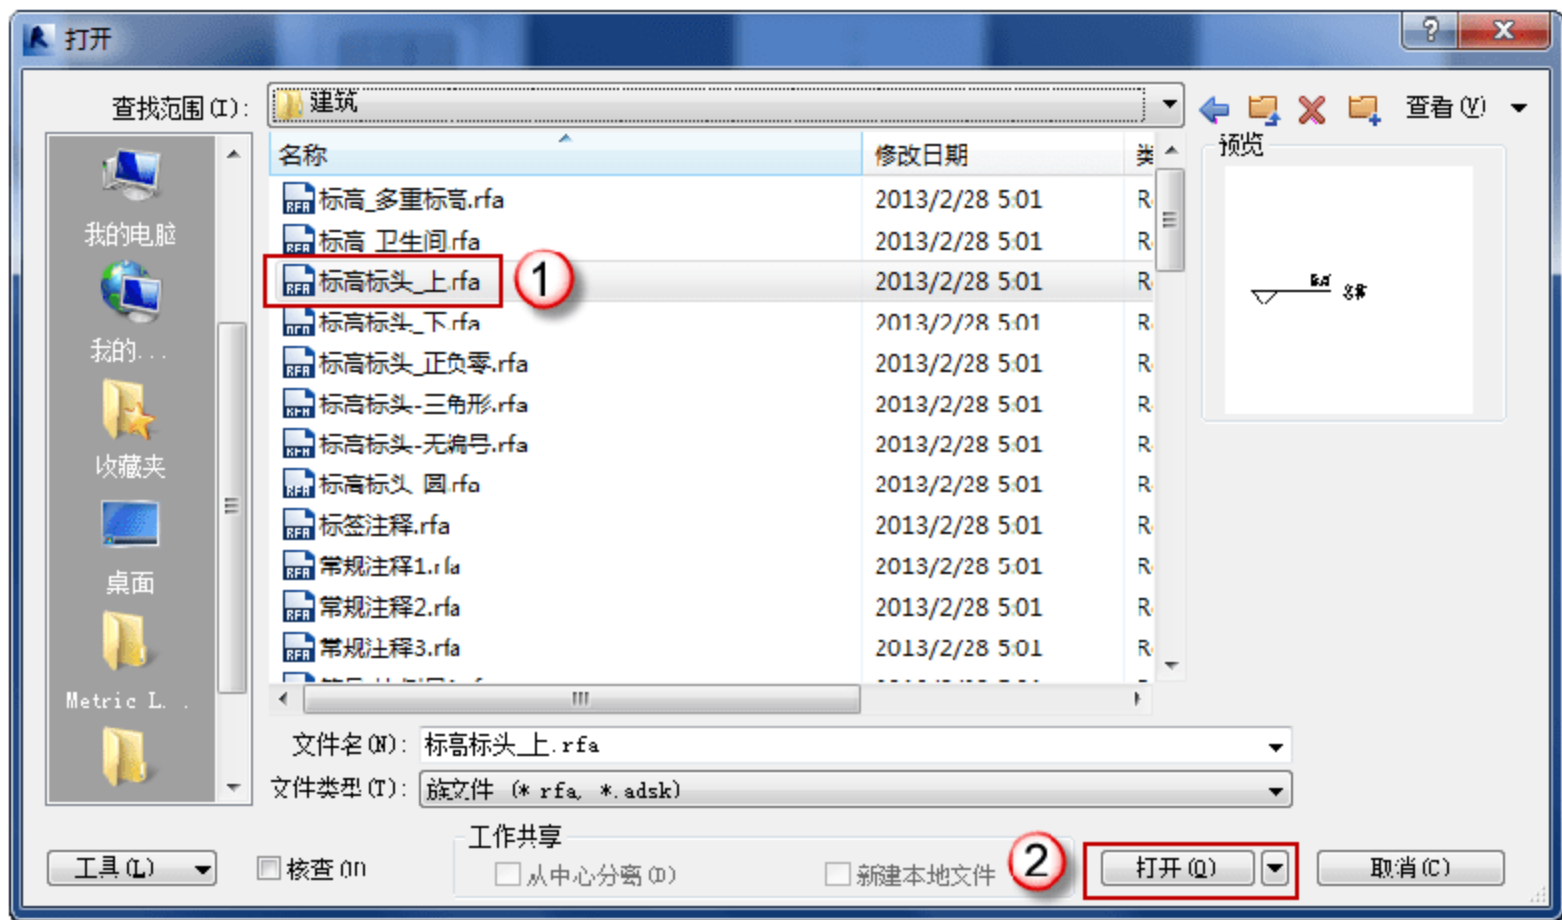 打开
查找范围(I): 建筑 查看(V)
预览
名称 修改日期 类
标高_多重标高.rfa 2013/2/28 5:01 R
标高_卫生间.rfa 2013/2/28 5:01 R
标高标头_上.rfa 2013/2/28 5:01 R
1
标高标头_下.rfa 2013/2/28 5:01 R
标高标头_正负零.rfa 2013/2/28 5:01 R
标高标头-三角形.rfa 2013/2/28 5:01 R
标高标头-无编号.rfa 2013/2/28 5:01 R
标高标头_圆.rfa 2013/2/28 5:01 R
标签注释.rfa 2013/2/28 5:01 R
常规注释1.rfa 2013/2/28 5:01 R
常规注释2.rfa 2013/2/28 5:01 R
常规注释3.rfa 2013/2/28 5:01 R
我的电脑
我的...
收藏夹
桌面
Metric L...
文件名(N): 标高标头_上.rfa
文件类型(T): 族文件 (*.rfa, *.adsk)
工作共享
工具(L) 核查(U) 从中心分离(D) 新建本地文件 2 打开(O) 取消(C)